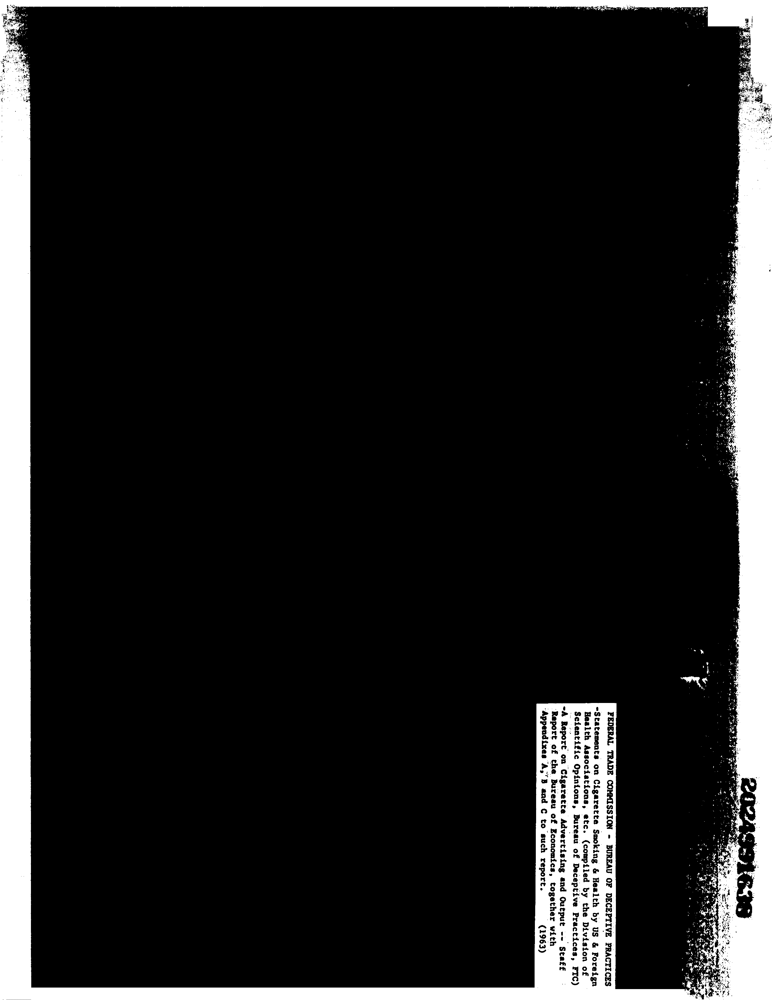 FEDERAL TRADE COMMISSION - BUREAU OF DECEPTIVE PRACTICES
-Statements on Cigarette Smoking & Health by US & Foreign
Health Associations, etc. (compiled by the Division of
Scientific Opinions, Bureau of Deceptive Practices, FTC)
-A Report on Cigarette Advertising and Output -- Staff
Report of the Bureau of Economics, together with
Appendixes A, B and C to such report. (1963)
2024991638